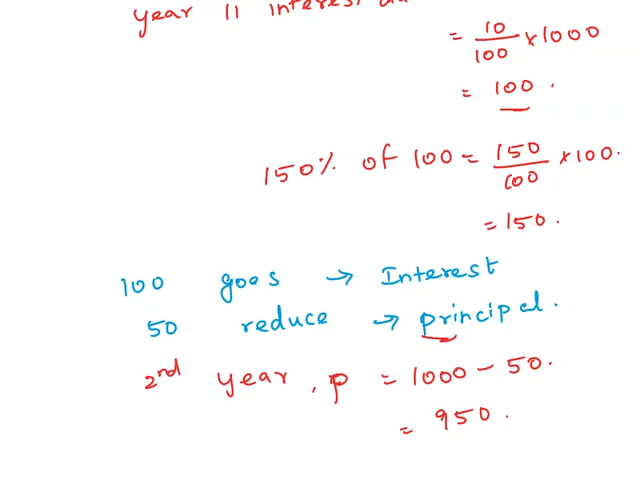 year 11 interest
= 10/100 × 1000
= 100.
150% of 100 = 150/100 × 100.
= 150.
100 goes → Interest
50 reduce → principal.
2nd year, p = 1000 - 50.
= 950.